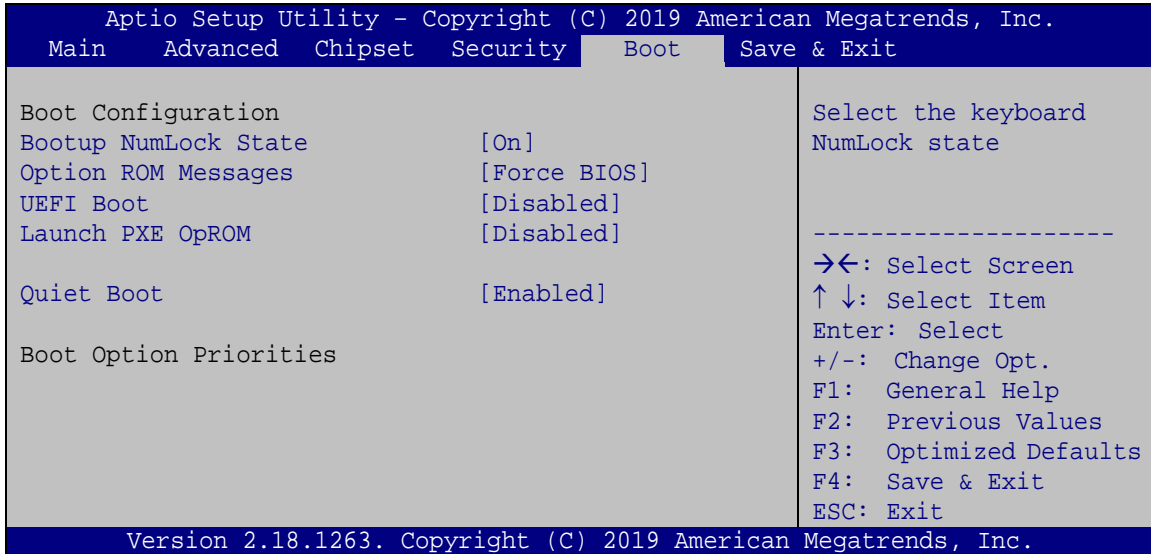 Aptio Setup Utility – Copyright (C) 2019 American Megatrends, Inc.
Main Advanced Chipset Security Boot Save & Exit
Boot Configuration
Bootup NumLock State [On]
Option ROM Messages [Force BIOS]
UEFI Boot [Disabled]
Launch PXE OpROM [Disabled]
Quiet Boot [Enabled]
Boot Option Priorities
Select the keyboard
NumLock state
---------------------
→←: Select Screen
↑ ↓: Select Item
Enter: Select
+/-: Change Opt.
F1: General Help
F2: Previous Values
F3: Optimized Defaults
F4: Save & Exit
ESC: Exit
Version 2.18.1263. Copyright (C) 2019 American Megatrends, Inc.